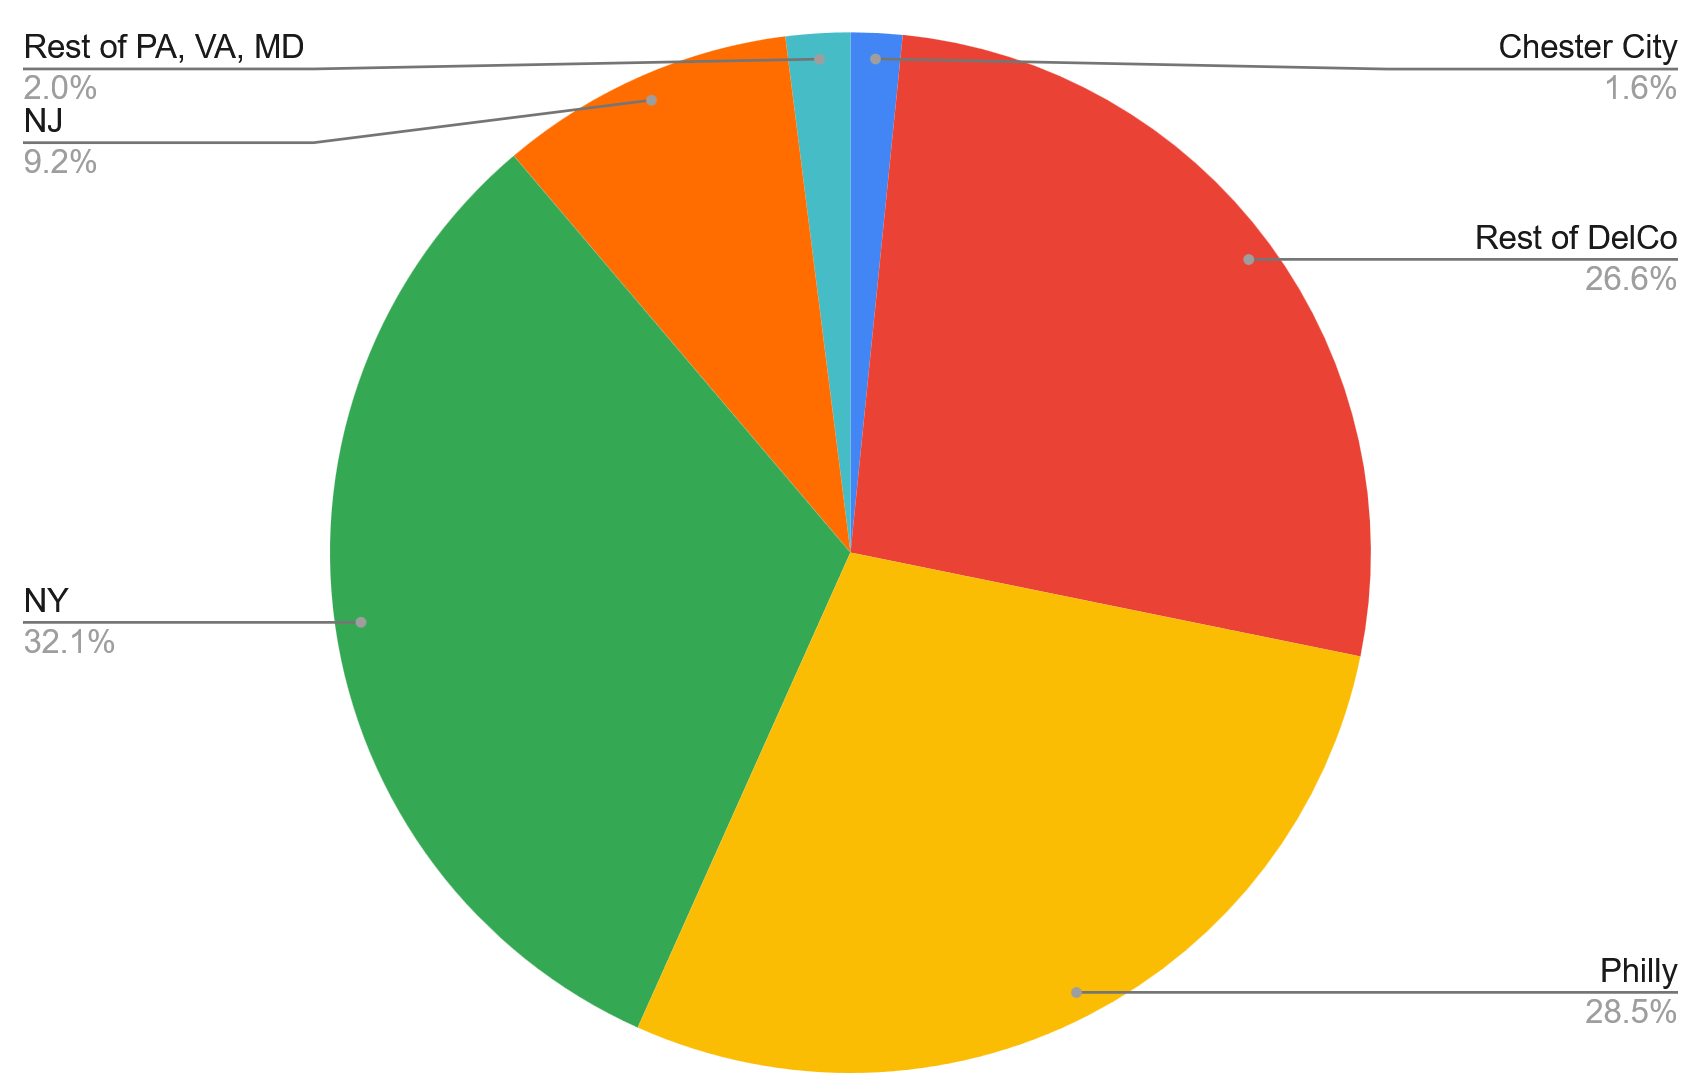 Rest of PA, VA, MD
2.0%
NJ
9.2%
NY
32.1%
Chester City
1.6%
Rest of DelCo
26.6%
Philly
28.5%